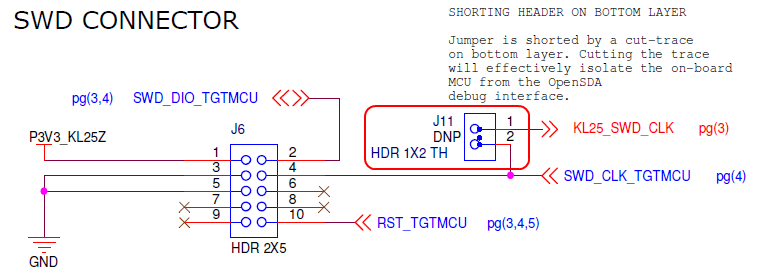 SWD CONNECTOR
SHORTING HEADER ON BOTTOM LAYER
Jumper is shorted by a cut-trace
on bottom layer. Cutting the trace
will effectively isolate the on-board
MCU from the OpenSDA
debug interface.
pg(3,4) SWD_DIO_TGTMCU
J11 1 KL25_SWD_CLK pg(3)
DNP 2
HDR 1X2 TH
P3V3_KL25Z J6
1 2
3 4 SWD_CLK_TGTMCU pg(4)
5 6
7 8
9 10 RST_TGTMCU pg(3,4,5)
HDR 2X5
GND